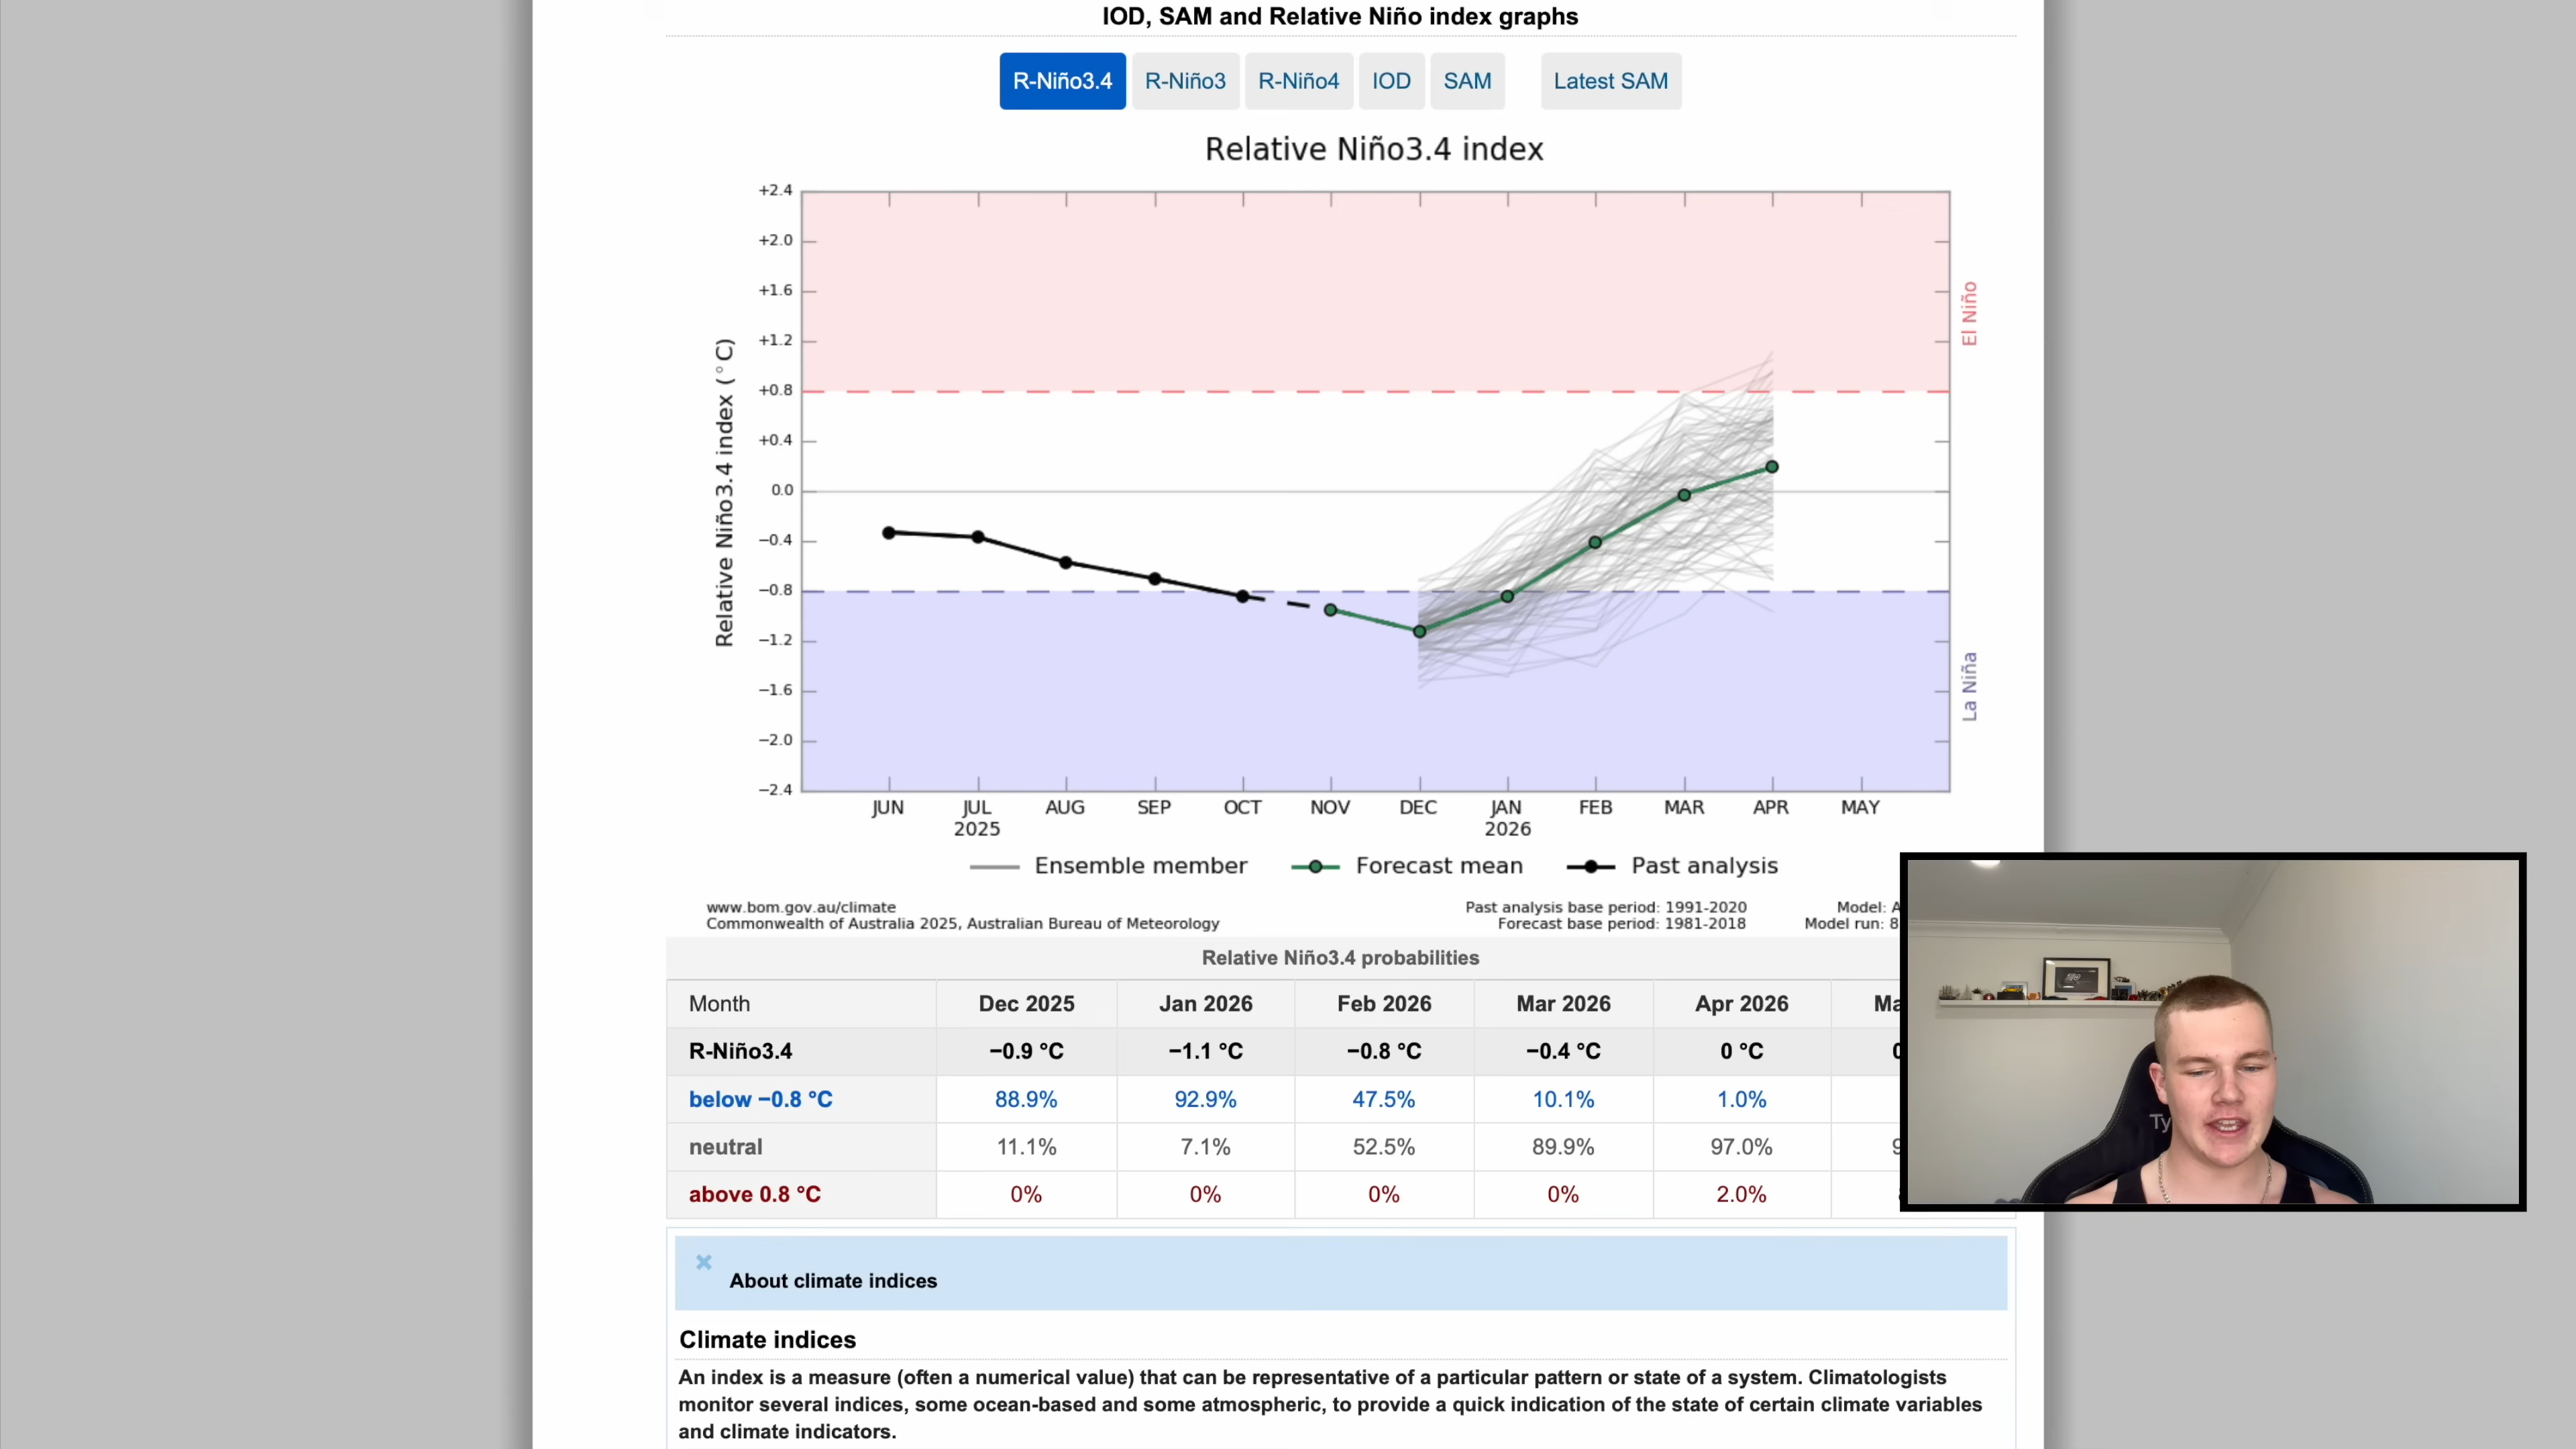 IOD, SAM and Relative Niño index graphs
R-Niño3.4 R-Niño3 R-Niño4 IOD SAM Latest SAM
Relative Niño3.4 index
+2.4
+2.0
+1.6
+1.2
+0.8
+0.4
0.0
−0.4
−0.8
−1.2
−1.6
−2.0
−2.4
Relative Niño3.4 index (°C)
El Niño
La Niña
JUN JUL AUG SEP OCT NOV DEC JAN FEB MAR APR MAY
2025 2026
Ensemble member Forecast mean Past analysis
www.bom.gov.au/climate Past analysis base period: 1991-2020 Model: A
Commonwealth of Australia 2025, Australian Bureau of Meteorology Forecast base period: 1981-2018 Model run: 8
Relative Niño3.4 probabilities
Month Dec 2025 Jan 2026 Feb 2026 Mar 2026 Apr 2026 Ma
R-Niño3.4 −0.9 °C −1.1 °C −0.8 °C −0.4 °C 0 °C 0
below −0.8 °C 88.9% 92.9% 47.5% 10.1% 1.0%
neutral 11.1% 7.1% 52.5% 89.9% 97.0% 9
above 0.8 °C 0% 0% 0% 0% 2.0%
Ty
About climate indices
Climate indices
An index is a measure (often a numerical value) that can be representative of a particular pattern or state of a system. Climatologists
monitor several indices, some ocean-based and some atmospheric, to provide a quick indication of the state of certain climate variables
and climate indicators.